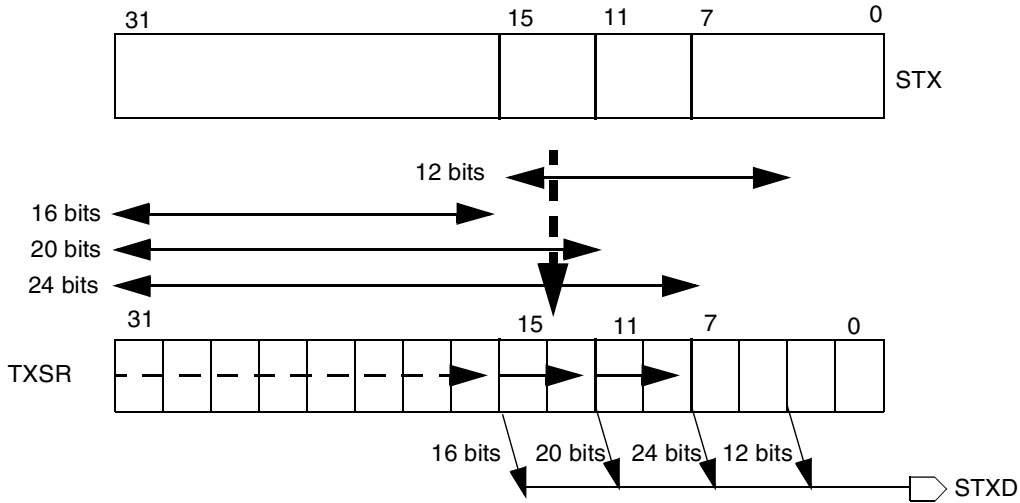 31 15 11 7 0
STX
12 bits
16 bits
20 bits
24 bits
31 15 11 7 0
TXSR
16 bits 20 bits 24 bits 12 bits
STXD